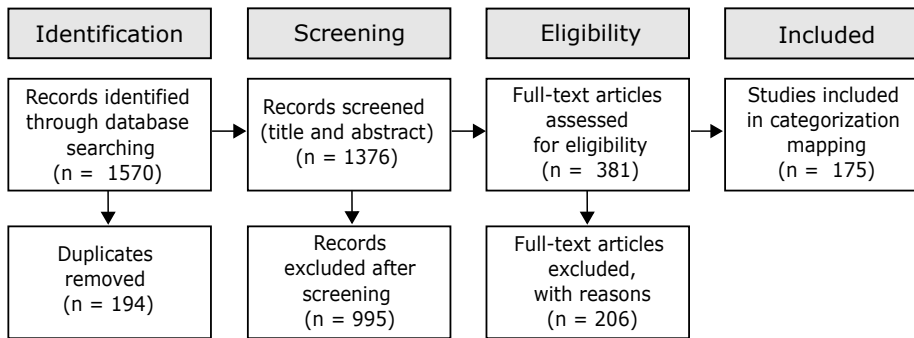 Identification
Screening
Eligibility
Included
Records identified
through database
searching
(n = 1570)
Records screened
(title and abstract)
(n = 1376)
Full-text articles
assessed
for eligibility
(n = 381)
Studies included
in categorization
mapping
(n = 175)
Duplicates
removed
(n = 194)
Records
excluded after
screening
(n = 995)
Full-text articles
excluded,
with reasons
(n = 206)